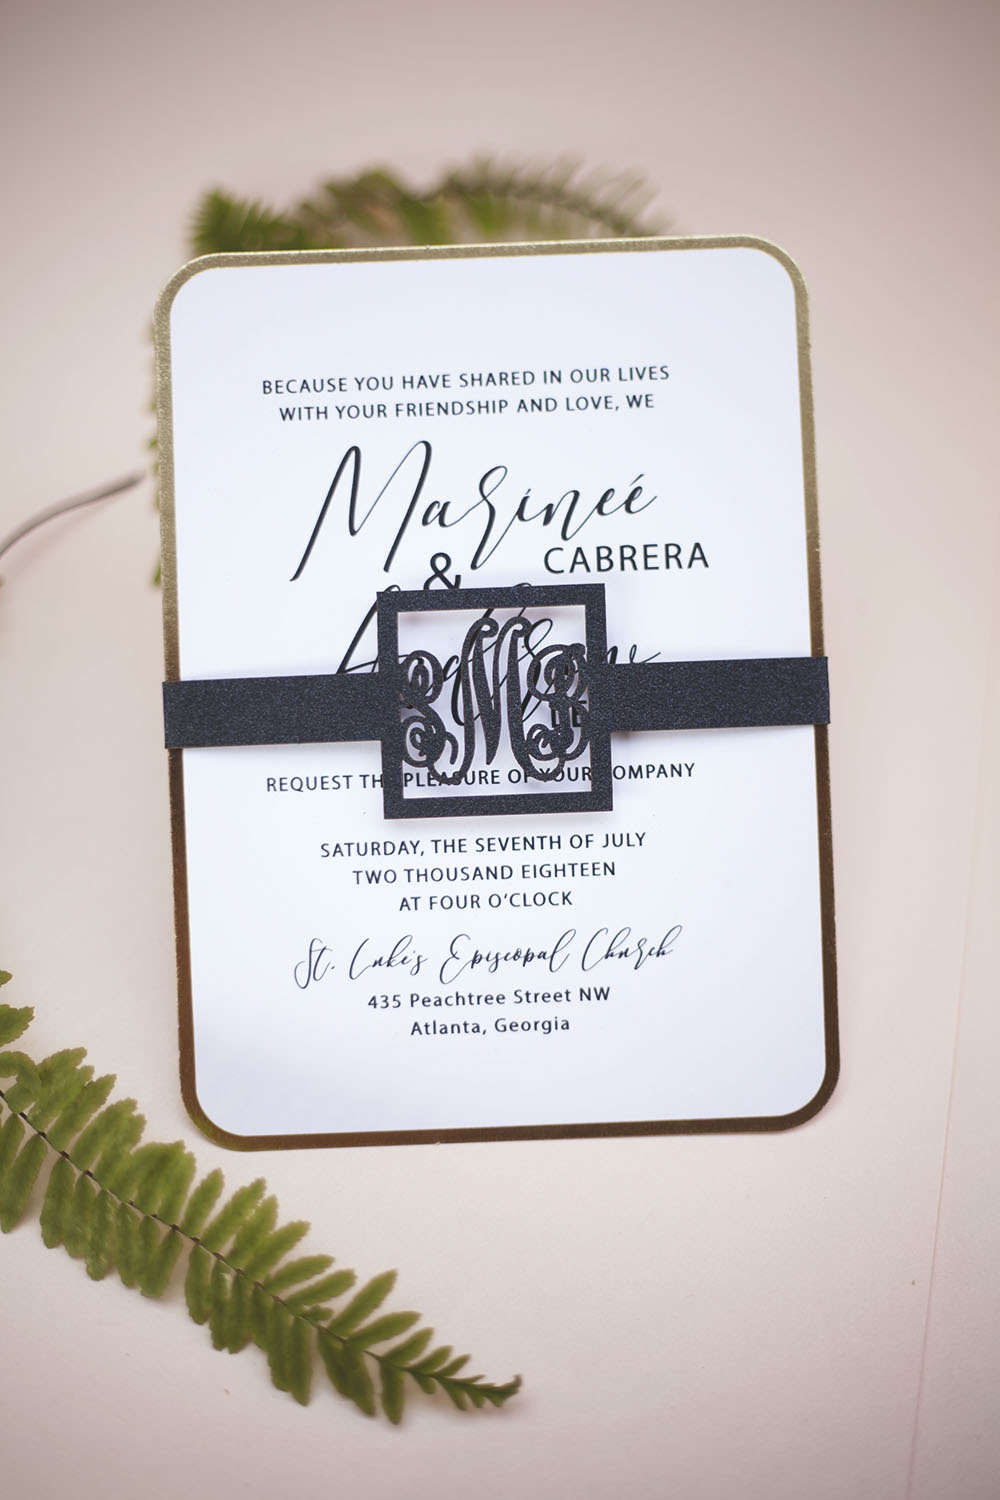 BECAUSE YOU HAVE SHARED IN OUR LIVES
WITH YOUR FRIENDSHIP AND LOVE, WE
Marineé
& CABRERA
REQUEST THE PLEASURE OF YOUR COMPANY
SATURDAY, THE SEVENTH OF JULY
TWO THOUSAND EIGHTEEN
AT FOUR O'CLOCK
St. Luke's Episcopal Church
435 Peachtree Street NW
Atlanta, Georgia